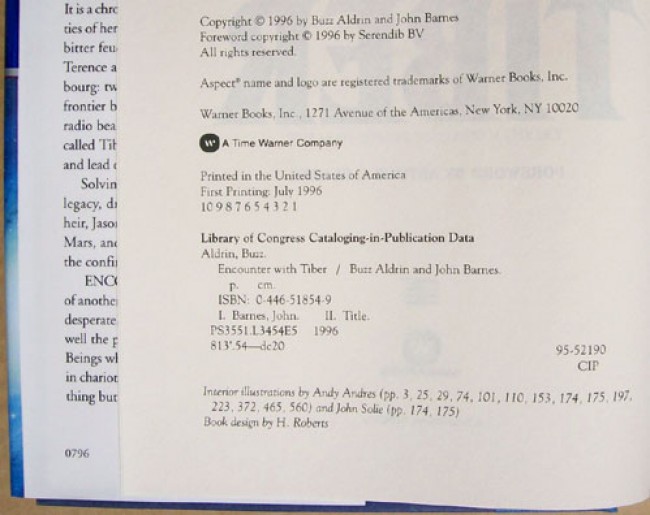 It is a chro
ties of her
bitter feu
Terence a
bourg: tw
frontier b
radio bea
called Tib
and lead
Solvin
legacy, di
heir, Jason
Mars, and
the confi
ENCO
of anothe
desperate
well the p
Beings wh
in chariot
thing but
0796
Copyright © 1996 by Buzz Aldrin and John Barnes
Foreword copyright © 1996 by Serendib BV
All rights reserved.
Aspect® name and logo are registered trademarks of Warner Books, Inc.
Warner Books, Inc., 1271 Avenue of the Americas, New York, NY 10020
W A Time Warner Company
Printed in the United States of America
First Printing: July 1996
10 9 8 7 6 5 4 3 2 1
Library of Congress Cataloging-in-Publication Data
Aldrin, Buzz.
Encounter with Tiber / Buzz Aldrin and John Barnes.
p. cm.
ISBN: 0-446-51854-9
I. Barnes, John. II. Title.
PS3551.L3454E5 1996
813'.54—dc20
95-52190
CIP
Interior illustrations by Andy Andres (pp. 3, 25, 29, 74, 101, 110, 153, 174, 175, 197,
223, 372, 465, 560) and John Solie (pp. 174, 175)
Book design by H. Roberts